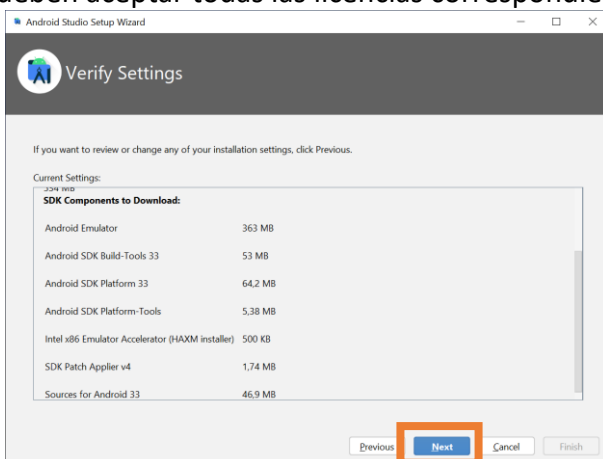 deben aceptar todas las licencias
Android Studio Setup Wizard
Verify Settings
If you want to review or change any of your installation settings, click Previous.
Current Settings:
334 MB
SDK Components to Download:
Android Emulator 363 MB
Android SDK Build-Tools 33 53 MB
Android SDK Platform 33 64,2 MB
Android SDK Platform-Tools 5,38 MB
Intel x86 Emulator Accelerator (HAXM installer) 500 KB
SDK Patch Applier v4 1,74 MB
Sources for Android 33 46,9 MB
Previous Next Cancel Finish